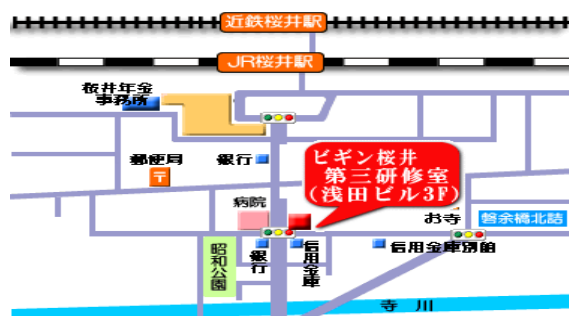 近鉄桜井駅
JR桜井駅
桜井年金
事務所
郵便局
〒
銀行
ビギン桜井
第三研修室
(浅田ビル3F)
病院
お寺
磐余橋北詰
昭和公園
銀行
信用金庫
信用金庫別館
寺川